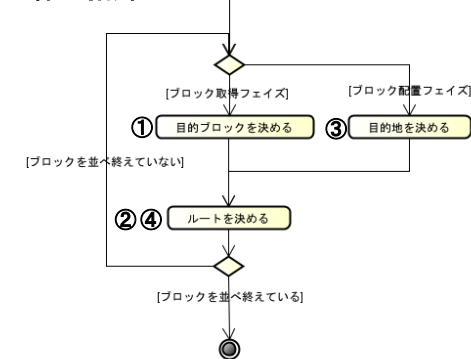 [ブロック取得フェイズ]
[ブロック配置フェイズ]
① 目的ブロックを決める
③ 目的地を決める
[ブロックを並べ終えていない]
②④ ルートを決める
[ブロックを並べ終えている]